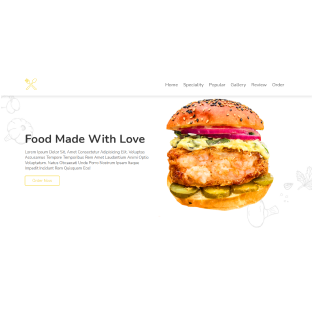 Home Speciality Popular Gallery Review Order
Food Made With Love
Lorem Ipsum Dolor Sit, Amet Consectetur Adipisicing Elit. Voluptas
Accusamus Tempore Temporibus Rem Amet Laudantium Animi Optio
Voluptatum. Natus Obcaecati Unde Porro Nostrum Ipsam Itaque
Impedit Incidunt Rem Quisquam Eos!